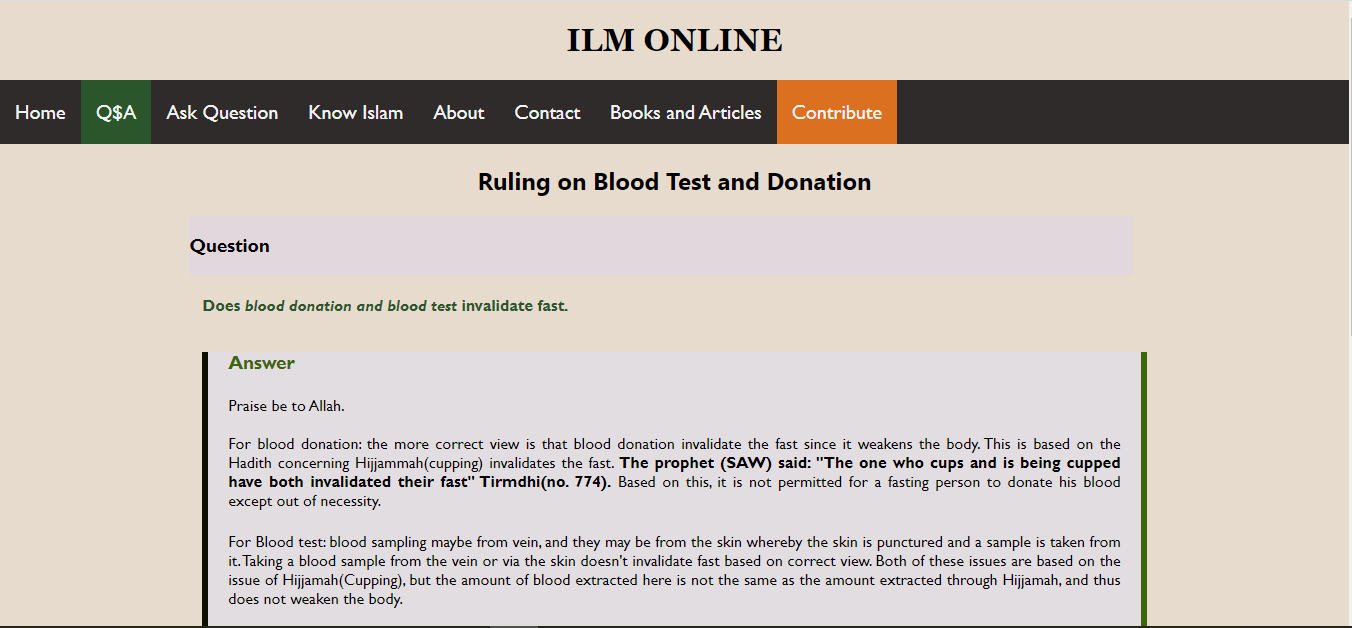 ILM ONLINE
Home Q$A Ask Question Know Islam About Contact Books and Articles Contribute
Ruling on Blood Test and Donation
Question
Does blood donation and blood test invalidate fast.
Answer
Praise be to Allah.
For blood donation: the more correct view is that blood donation invalidate the fast since it weakens the body. This is based on the
Hadith concerning Hijjammah(cupping) invalidates the fast. The prophet (SAW) said: "The one who cups and is being cupped
have both invalidated their fast" Tirmdhi(no. 774). Based on this, it is not permitted for a fasting person to donate his blood
except out of necessity.
For Blood test: blood sampling maybe from vein, and they may be from the skin whereby the skin is punctured and a sample is taken from
it. Taking a blood sample from the vein or via the skin doesn't invalidate fast based on correct view. Both of these issues are based on the
issue of Hijjamah(Cupping), but the amount of blood extracted here is not the same as the amount extracted through Hijjamah, and thus
does not weaken the body.